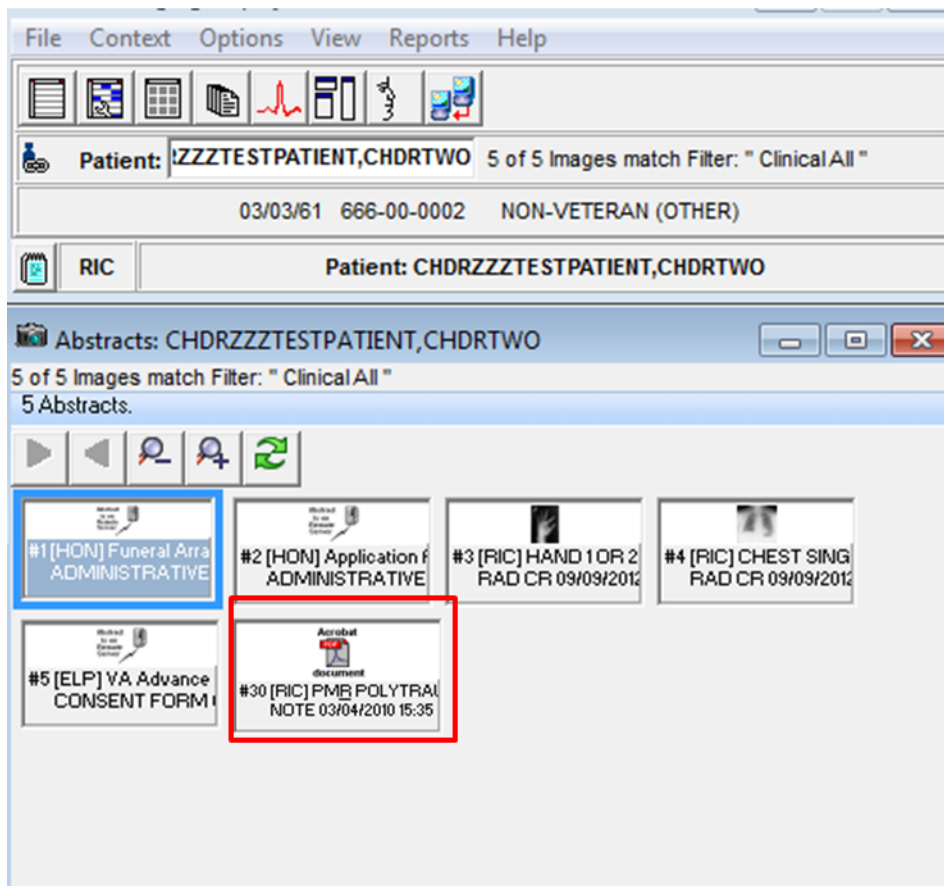 File Context Options View Reports Help
Patient: ZZZTESTPATIENT,CHDRTWO 5 of 5 Images match Filter: " Clinical All "
03/03/61 666-00-0002 NON-VETERAN (OTHER)
RIC Patient: CHDRZZZTESTPATIENT,CHDRTWO
Abstracts: CHDRZZZTESTPATIENT,CHDRTWO
5 of 5 Images match Filter: " Clinical All "
5 Abstracts.
#1 [HON] Funeral Arra
ADMINISTRATIVE
#2 [HON] Application f
ADMINISTRATIVE
#3 [RIC] HAND 1 OR 2
RAD CR 09/09/2012
#4 [RIC] CHEST SING
RAD CR 09/09/2012
#5 [ELP] VA Advance
CONSENT FORM
Acrobat
PDF
document
#30 [RIC] PMR POLYTRAU
NOTE 03/04/2010 15:35